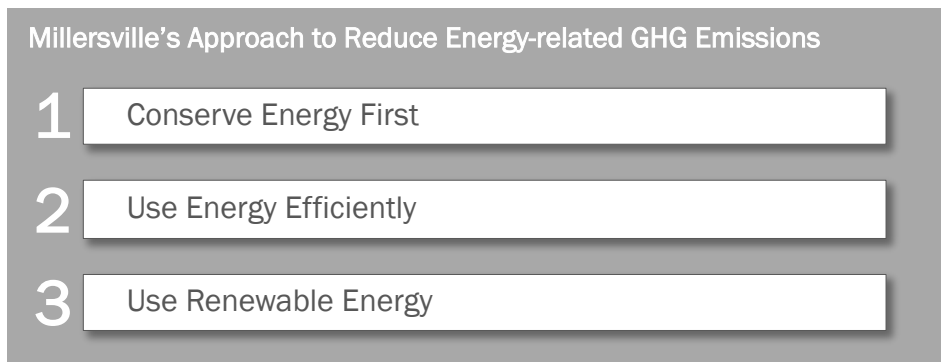 Millersville's Approach to Reduce Energy-related GHG Emissions
1 Conserve Energy First
2 Use Energy Efficiently
3 Use Renewable Energy